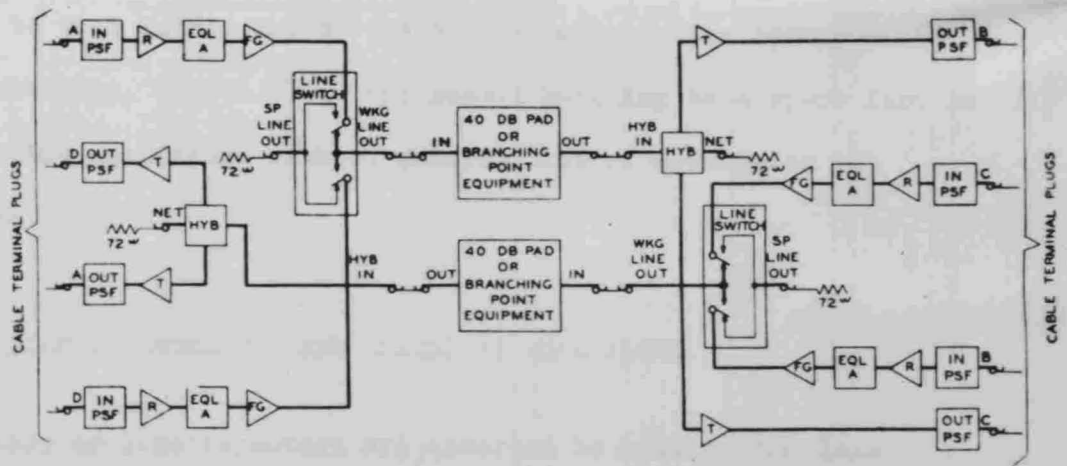 CABLE TERMINAL PLUGS
A
IN
PSF
R
EQL
A
FG
LINE
SWITCH
SP
LINE
OUT
WKG
LINE
OUT
72 ω
IN
40 DB PAD
OR
BRANCHING
POINT
EQUIPMENT
OUT
HYB
IN
HYB
NET
72 ω
T
OUT
PSF
B
D
OUT
PSF
T
NET
72 ω
HYB
A
OUT
PSF
T
HYB
IN
OUT
40 DB PAD
OR
BRANCHING
POINT
EQUIPMENT
IN
WKG
LINE
OUT
LINE
SWITCH
SP
LINE
OUT
72 ω
FG
EQL
A
R
IN
PSF
C
D
IN
PSF
R
EQL
A
FG
FG
EQL
A
R
IN
PSF
B
T
OUT
PSF
C
CABLE TERMINAL PLUGS